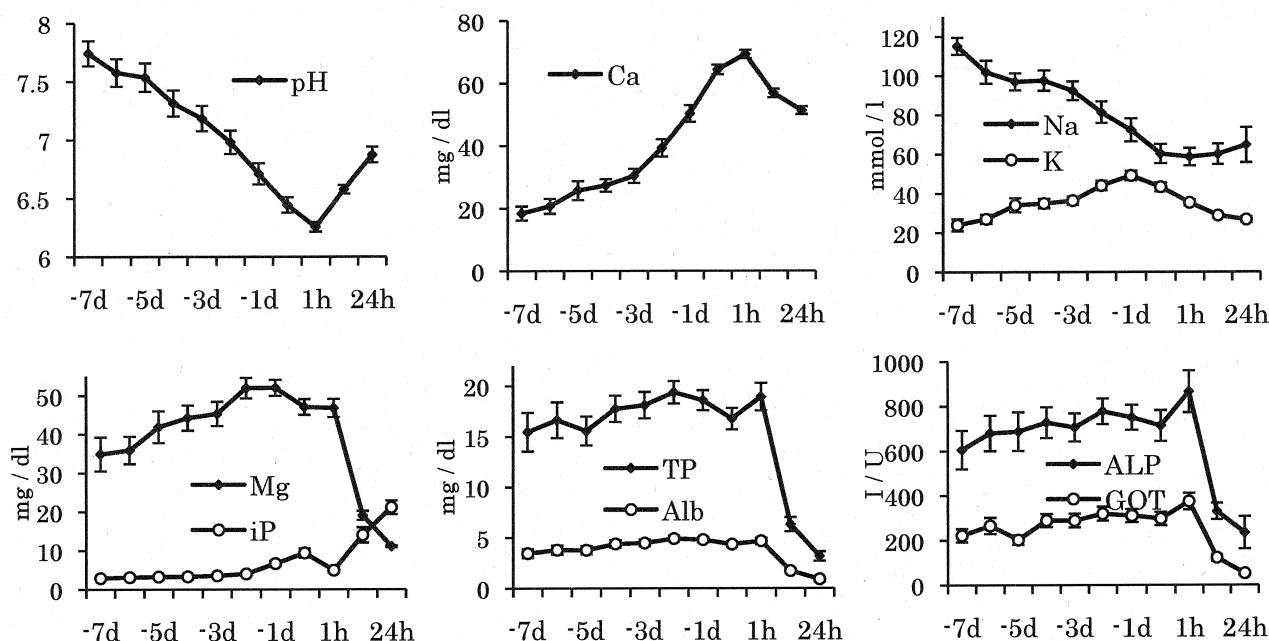 8
7.5
7
6.5
6
pH
-7d -5d -3d -1d 1h 24h
80
60
40
20
0
mg / dl
Ca
-7d -5d -3d -1d 1h 24h
120
100
80
60
40
20
0
mmol / l
Na
K
-7d -5d -3d -1d 1h 24h
50
40
30
20
10
0
mg / dl
Mg
iP
-7d -5d -3d -1d 1h 24h
20
15
10
5
0
mg / dl
TP
Alb
-7d -5d -3d -1d 1h 24h
1000
800
600
400
200
0
I / U
ALP
GOT
-7d -5d -3d -1d 1h 24h